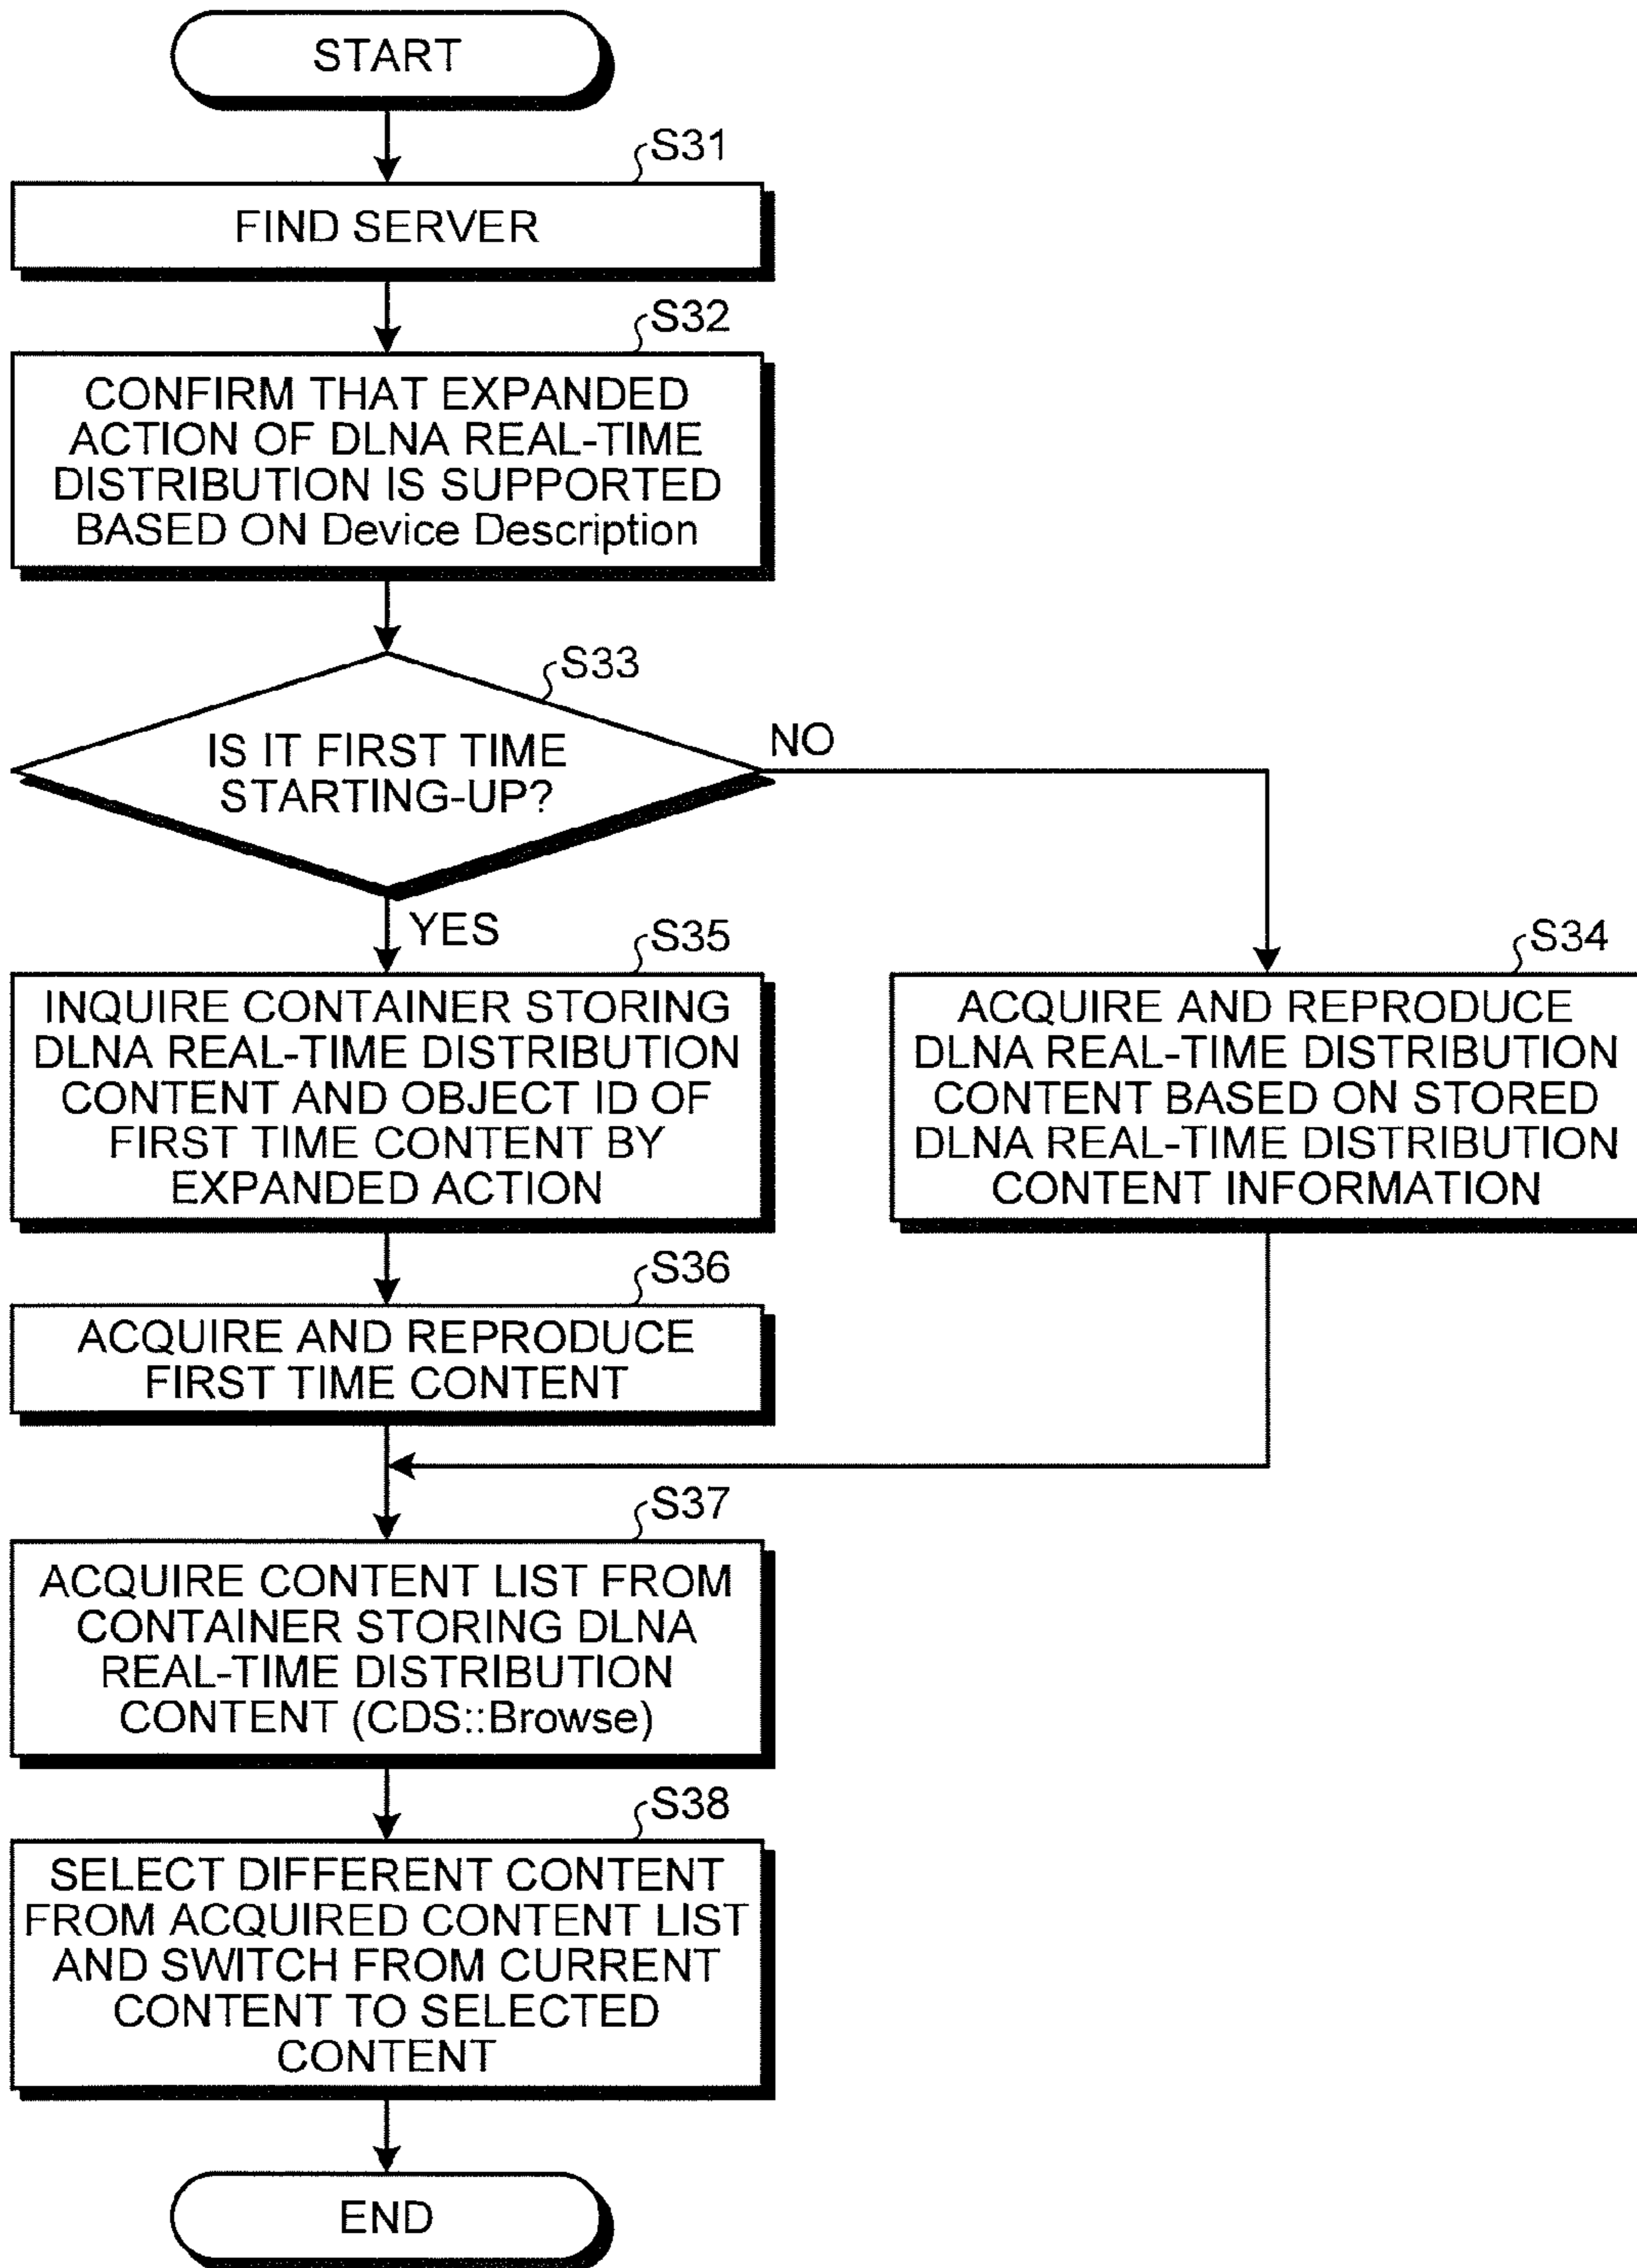 START
S31
FIND SERVER
S32
CONFIRM THAT EXPANDED
ACTION OF DLNA REAL-TIME
DISTRIBUTION IS SUPPORTED
BASED ON Device Description
S33
IS IT FIRST TIME
STARTING-UP?
NO
YES
S35
INQUIRE CONTAINER STORING
DLNA REAL-TIME DISTRIBUTION
CONTENT AND OBJECT ID OF
FIRST TIME CONTENT BY
EXPANDED ACTION
S34
ACQUIRE AND REPRODUCE
DLNA REAL-TIME DISTRIBUTION
CONTENT BASED ON STORED
DLNA REAL-TIME DISTRIBUTION
CONTENT INFORMATION
S36
ACQUIRE AND REPRODUCE
FIRST TIME CONTENT
S37
ACQUIRE CONTENT LIST FROM
CONTAINER STORING DLNA
REAL-TIME DISTRIBUTION
CONTENT (CDS::Browse)
S38
SELECT DIFFERENT CONTENT
FROM ACQUIRED CONTENT LIST
AND SWITCH FROM CURRENT
CONTENT TO SELECTED
CONTENT
END